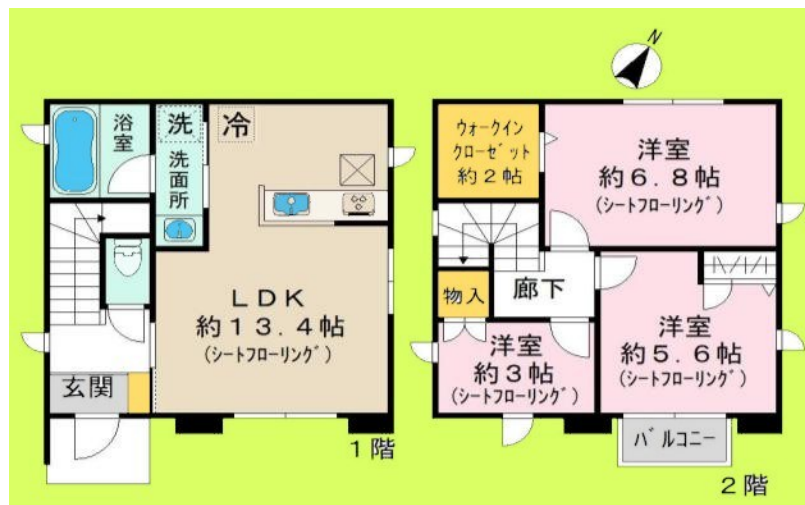 N
浴室
洗
洗面所
冷
LDK
約13.4帖
(シートフローリング)
玄関
1階
ウォークイン
クローゼット
約2帖
洋室
約6.8帖
(シートフローリング)
物入
廊下
洋室
約3帖
(シートフローリング)
洋室
約5.6帖
(シートフローリング)
バルコニー
2階